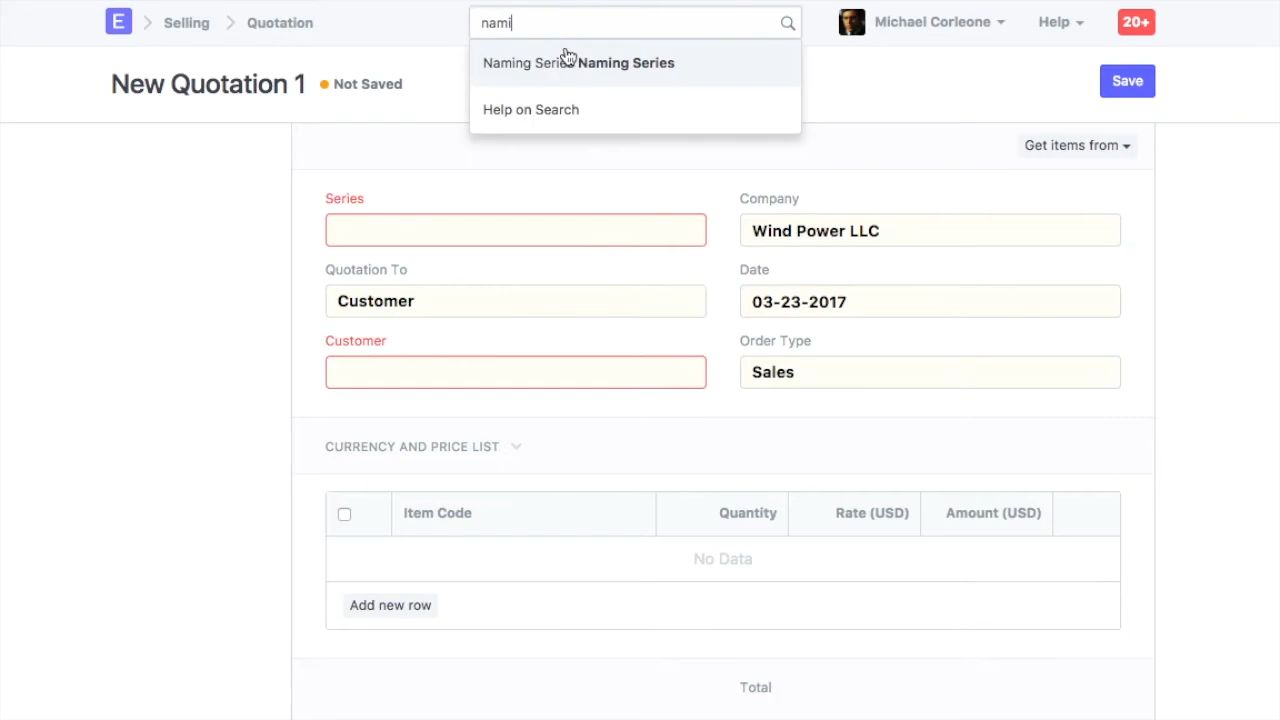 E Selling Quotation
nami
Michael Corleone
Help
20+
Naming Series Naming Series
Help on Search
New Quotation 1
Not Saved
Save
Get items from
Series
Company
Wind Power LLC
Quotation To
Customer
Date
03-23-2017
Customer
Order Type
Sales
CURRENCY AND PRICE LIST
Item Code Quantity Rate (USD) Amount (USD)
No Data
Add new row
Total